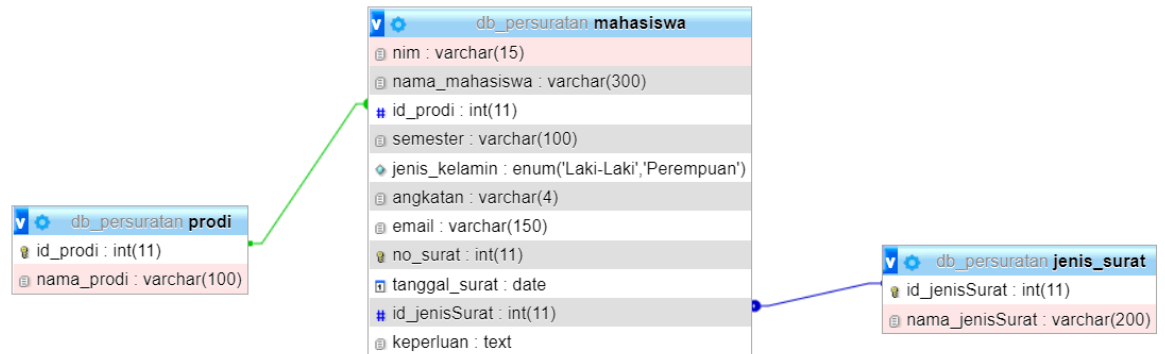 db_persuratan mahasiswa
nim : varchar(15)
nama_mahasiswa : varchar(300)
id_prodi : int(11)
semester : varchar(100)
jenis_kelamin : enum('Laki-Laki','Perempuan')
angkatan : varchar(4)
email : varchar(150)
no_surat : int(11)
tanggal_surat : date
id_jenisSurat : int(11)
keperluan : text
db_persuratan prodi
id_prodi : int(11)
nama_prodi : varchar(100)
db_persuratan jenis_surat
id_jenisSurat : int(11)
nama_jenisSurat : varchar(200)